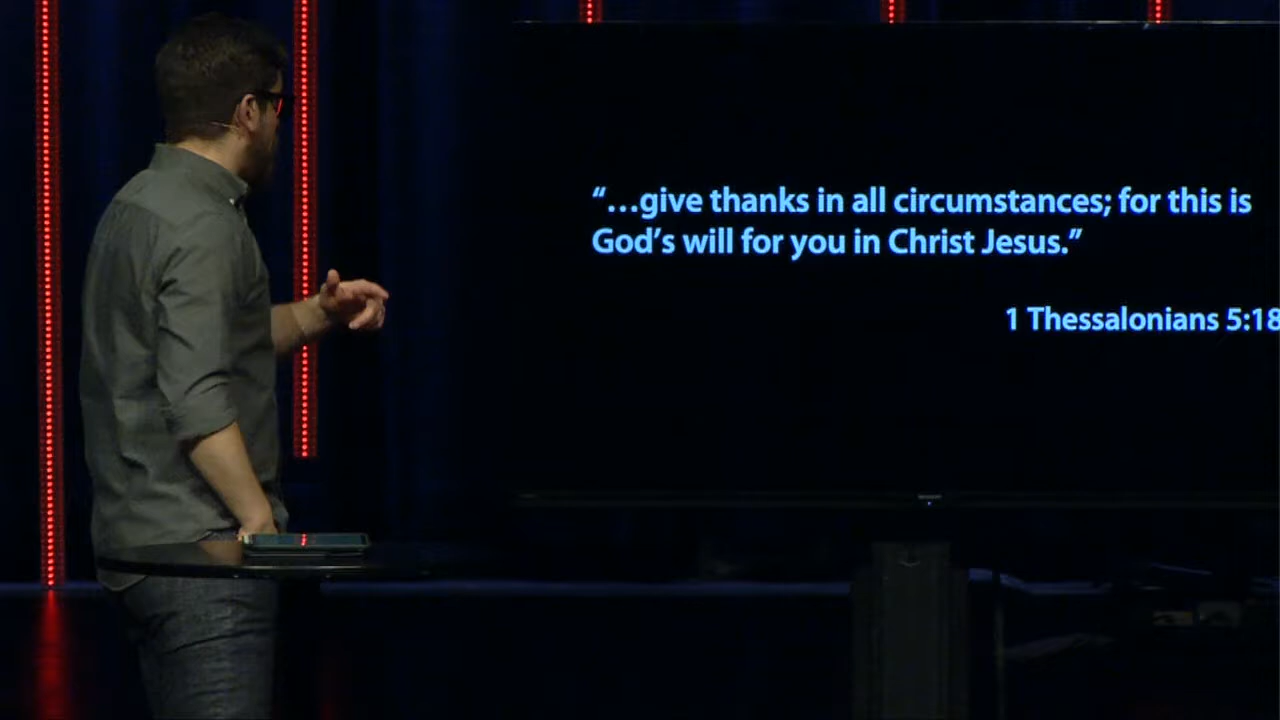 “…give thanks in all circumstances; for this is
God’s will for you in Christ Jesus.”
1 Thessalonians 5:18